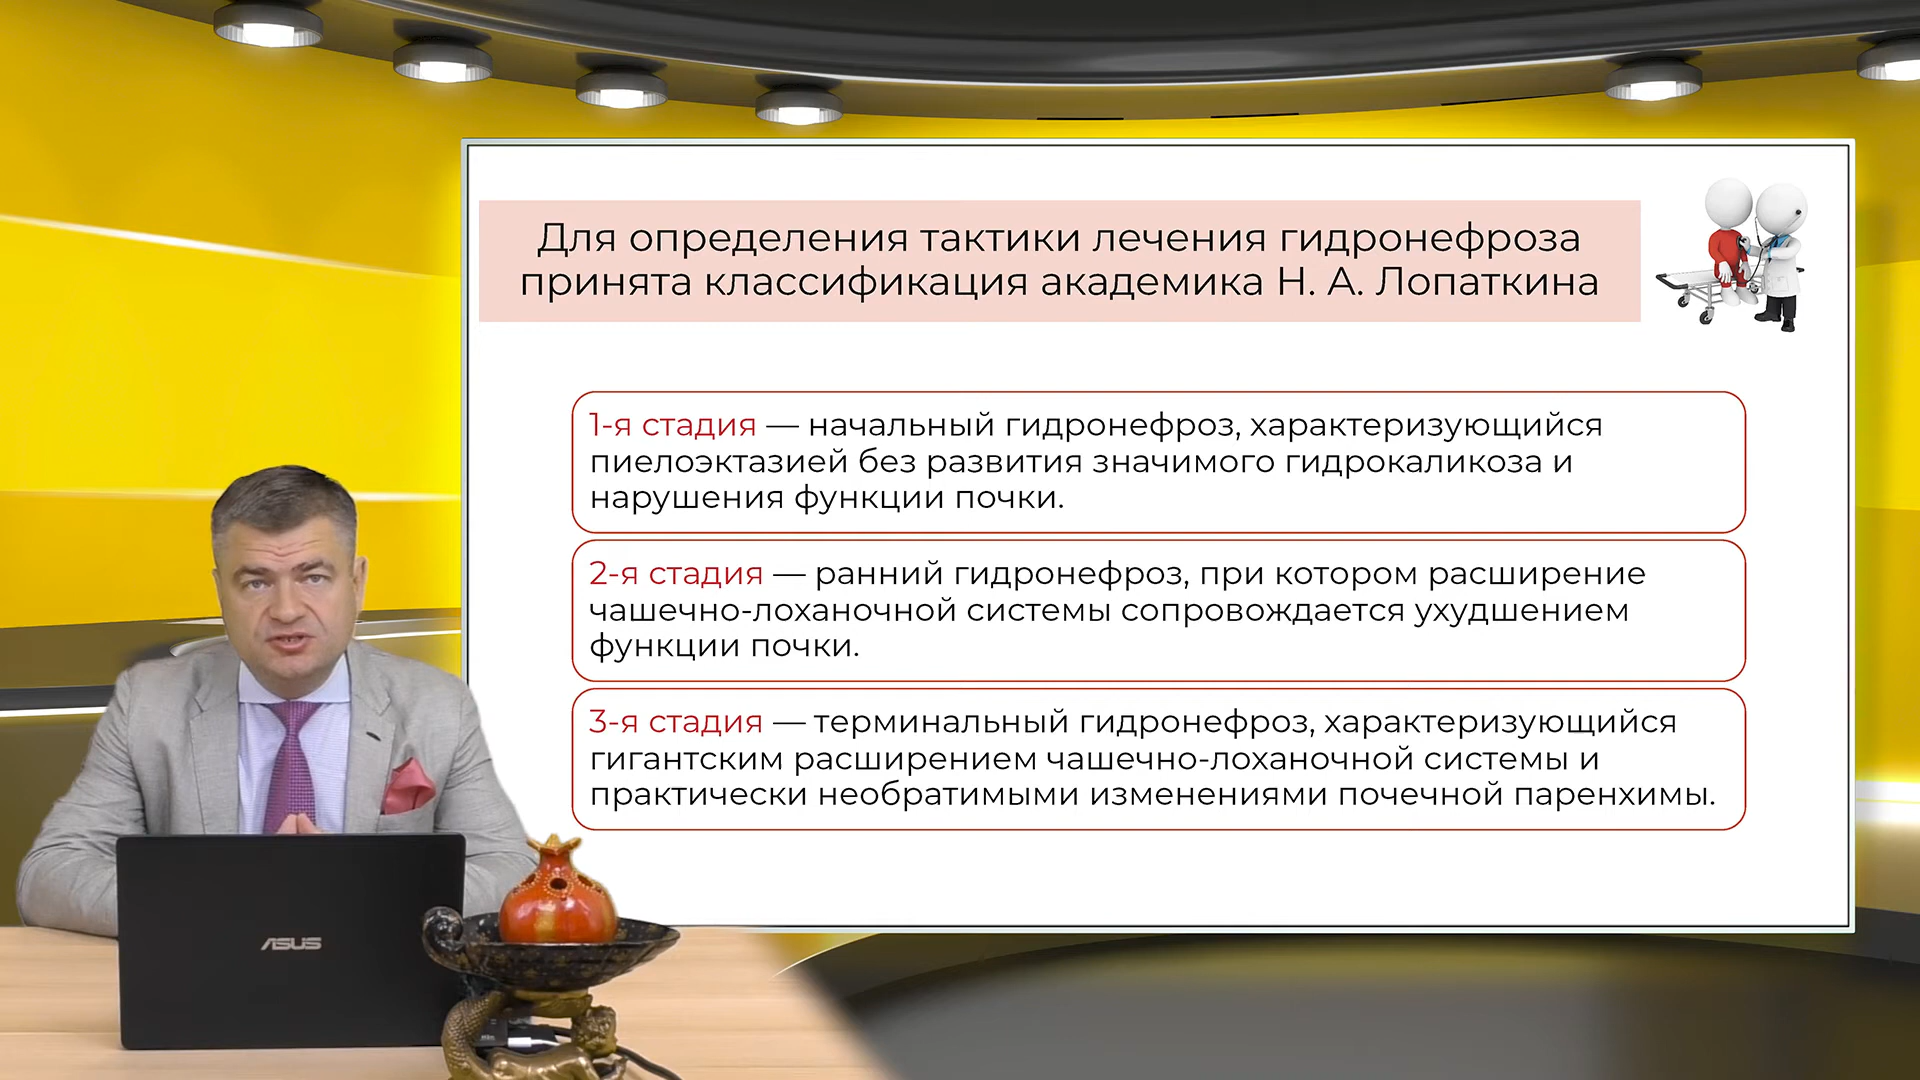 Для определения тактики лечения гидронефроза
принята классификация академика Н. А. Лопаткина
1-я стадия — начальный гидронефроз, характеризующийся
пиелоэктазией без развития значимого гидрокаликоза и
нарушения функции почки.
2-я стадия — ранний гидронефроз, при котором расширение
чашечно-лоханочной системы сопровождается ухудшением
функции почки.
3-я стадия — терминальный гидронефроз, характеризующийся
гигантским расширением чашечно-лоханочной системы и
практически необратимыми изменениями почечной паренхимы.
ASUS